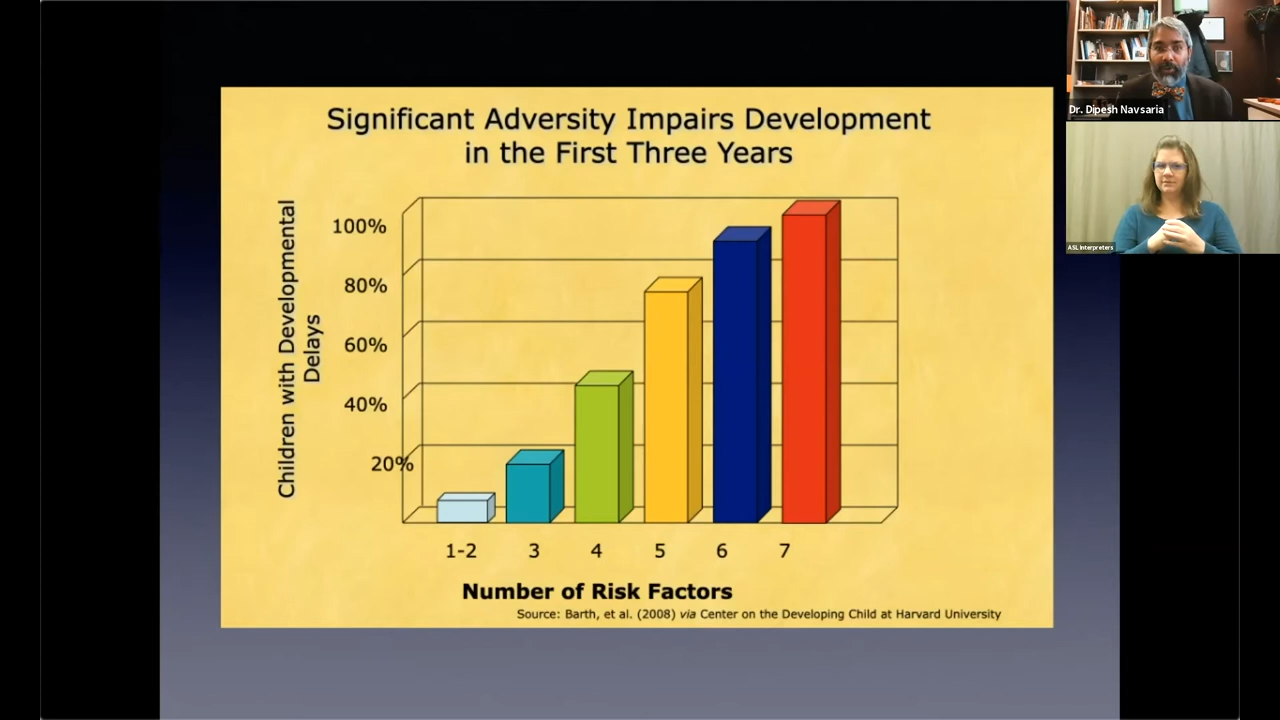 Significant Adversity Impairs Development
in the First Three Years
Children with Developmental
Delays
100%
80%
60%
40%
20%
1-2 3 4 5 6 7
Number of Risk Factors
Source: Barth, et al. (2008) via Center on the Developing Child at Harvard University
Dr. Dipesh Navsaria
ASL Interpreters